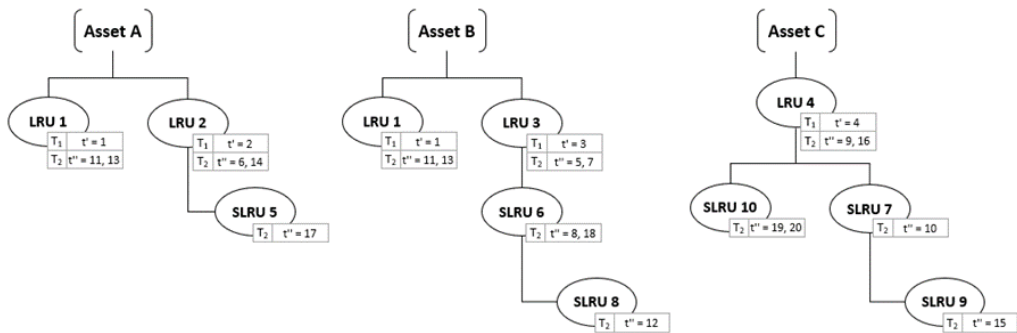 Asset A
Asset B
Asset C
LRU 1
T₁ t' = 1
T₂ t'' = 11, 13
LRU 2
T₁ t' = 2
T₂ t'' = 6, 14
SLRU 5
T₂ t'' = 17
LRU 1
T₁ t' = 1
T₂ t'' = 11, 13
LRU 3
T₁ t' = 3
T₂ t'' = 5, 7
SLRU 6
T₂ t'' = 8, 18
SLRU 8
T₂ t'' = 12
LRU 4
T₁ t' = 4
T₂ t'' = 9, 16
SLRU 10
T₂ t'' = 19, 20
SLRU 7
T₂ t'' = 10
SLRU 9
T₂ t'' = 15